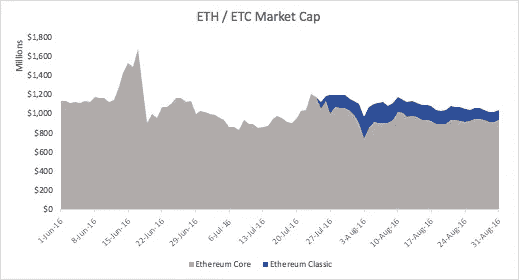 ETH / ETC Market Cap
Millions
$1,800
$1,600
$1,400
$1,200
$1,000
$800
$600
$400
$200
$0
1-Jun-16
8-Jun-16
15-Jun-16
22-Jun-16
29-Jun-16
6-Jul-16
13-Jul-16
20-Jul-16
27-Jul-16
3-Aug-16
10-Aug-16
17-Aug-16
24-Aug-16
31-Aug-16
Ethereum Core
Ethereum Classic